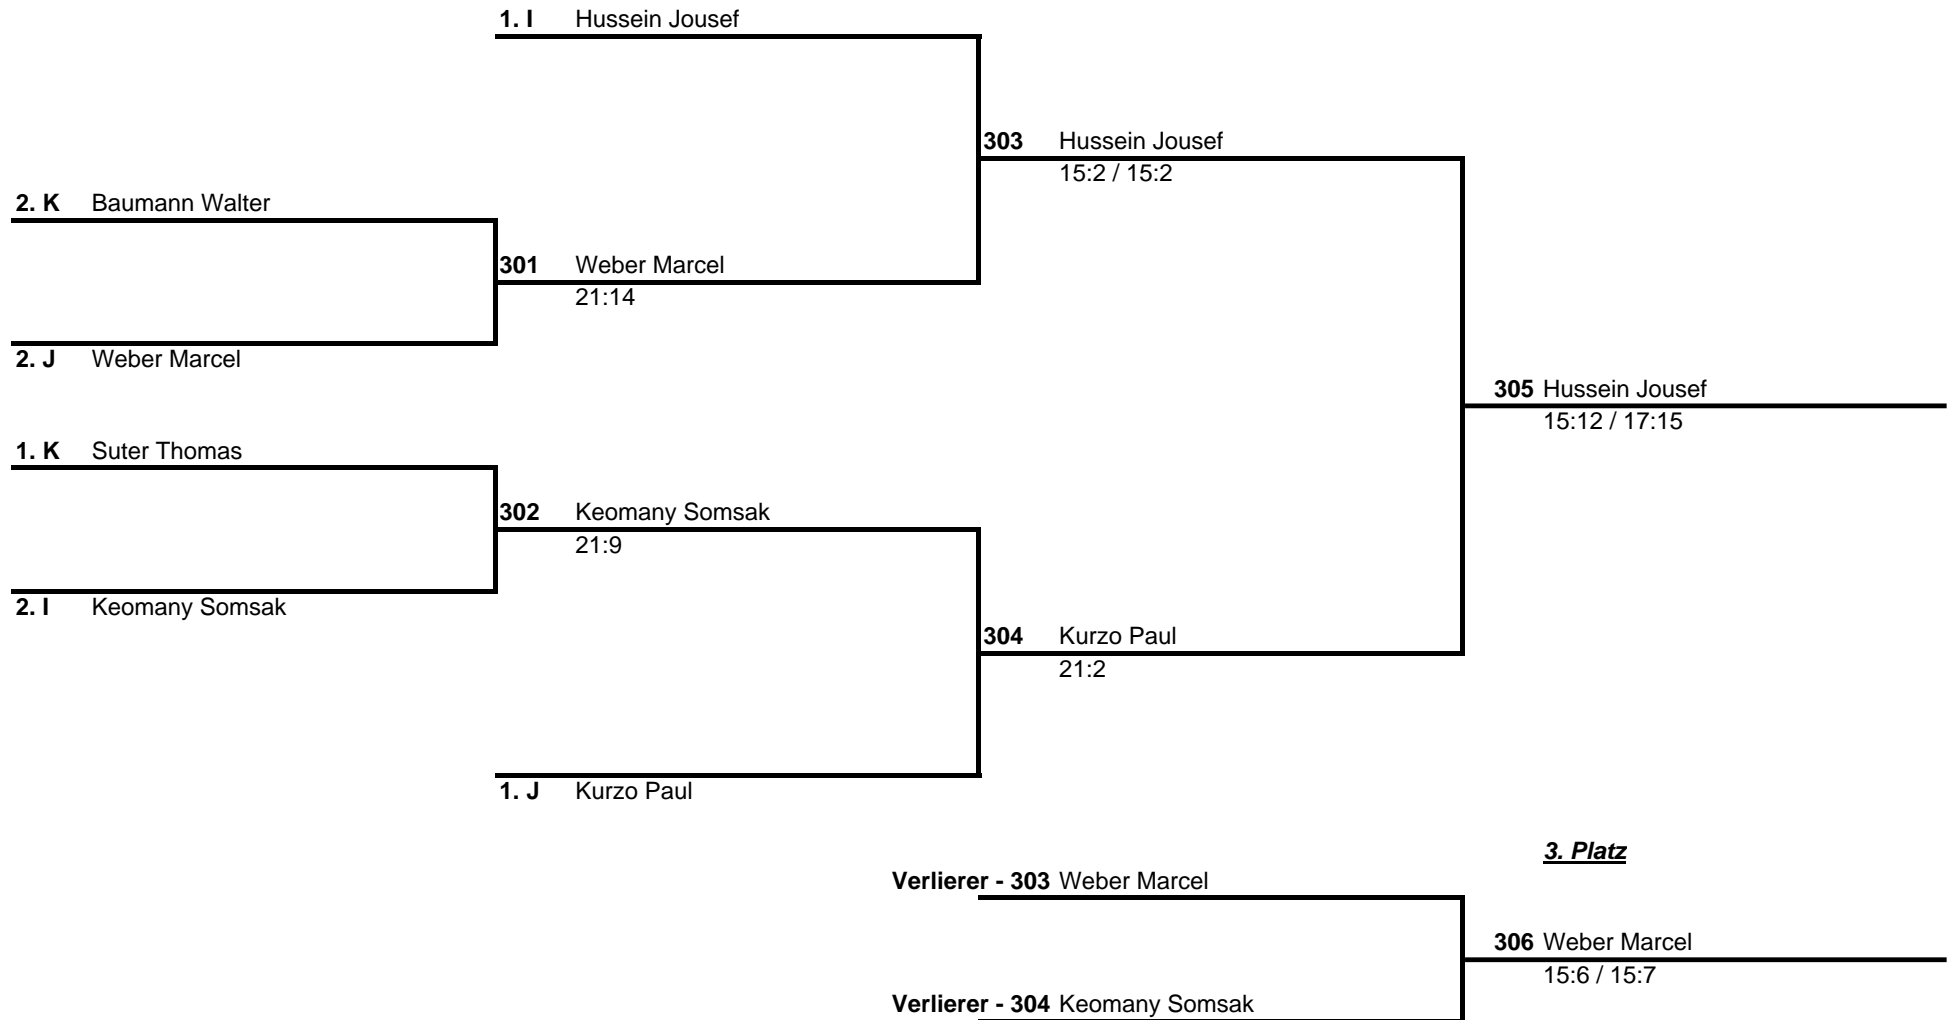 1. I Hussein Jousef
303 Hussein Jousef
15:2 / 15:2
2. K Baumann Walter
301 Weber Marcel
21:14
2. J Weber Marcel
305 Hussein Jousef
15:12 / 17:15
1. K Suter Thomas
302 Keomany Somsak
21:9
2. I Keomany Somsak
304 Kurzo Paul
21:2
1. J Kurzo Paul
3. Platz
Verlierer - 303 Weber Marcel
306 Weber Marcel
15:6 / 15:7
Verlierer - 304 Keomany Somsak